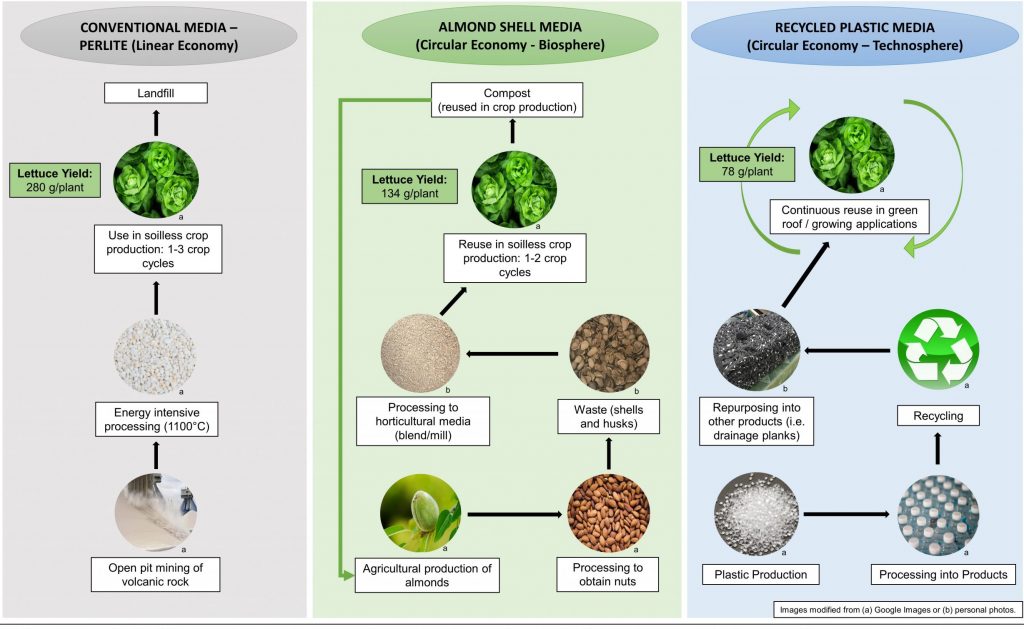 CONVENTIONAL MEDIA –
PERLITE (Linear Economy)
Landfill
Lettuce Yield:
280 g/plant
a
Use in soilless crop
production: 1-3 crop
cycles
a
Energy intensive
processing (1100°C)
a
Open pit mining of
volcanic rock
ALMOND SHELL MEDIA
(Circular Economy - Biosphere)
Compost
(reused in crop production)
Lettuce Yield:
134 g/plant
a
Reuse in soilless crop
production: 1-2 crop
cycles
b
Processing to
horticultural media
(blend/mill)
b
Waste (shells
and husks)
a
Agricultural production of
almonds
a
Processing to
obtain nuts
RECYCLED PLASTIC MEDIA
(Circular Economy – Technosphere)
Lettuce Yield:
78 g/plant
a
Continuous reuse in green
roof / growing applications
b
Repurposing into
other products (i.e.
drainage planks)
a
Recycling
a
Plastic Production
a
Processing into Products
Images modified from (a) Google Images or (b) personal photos.